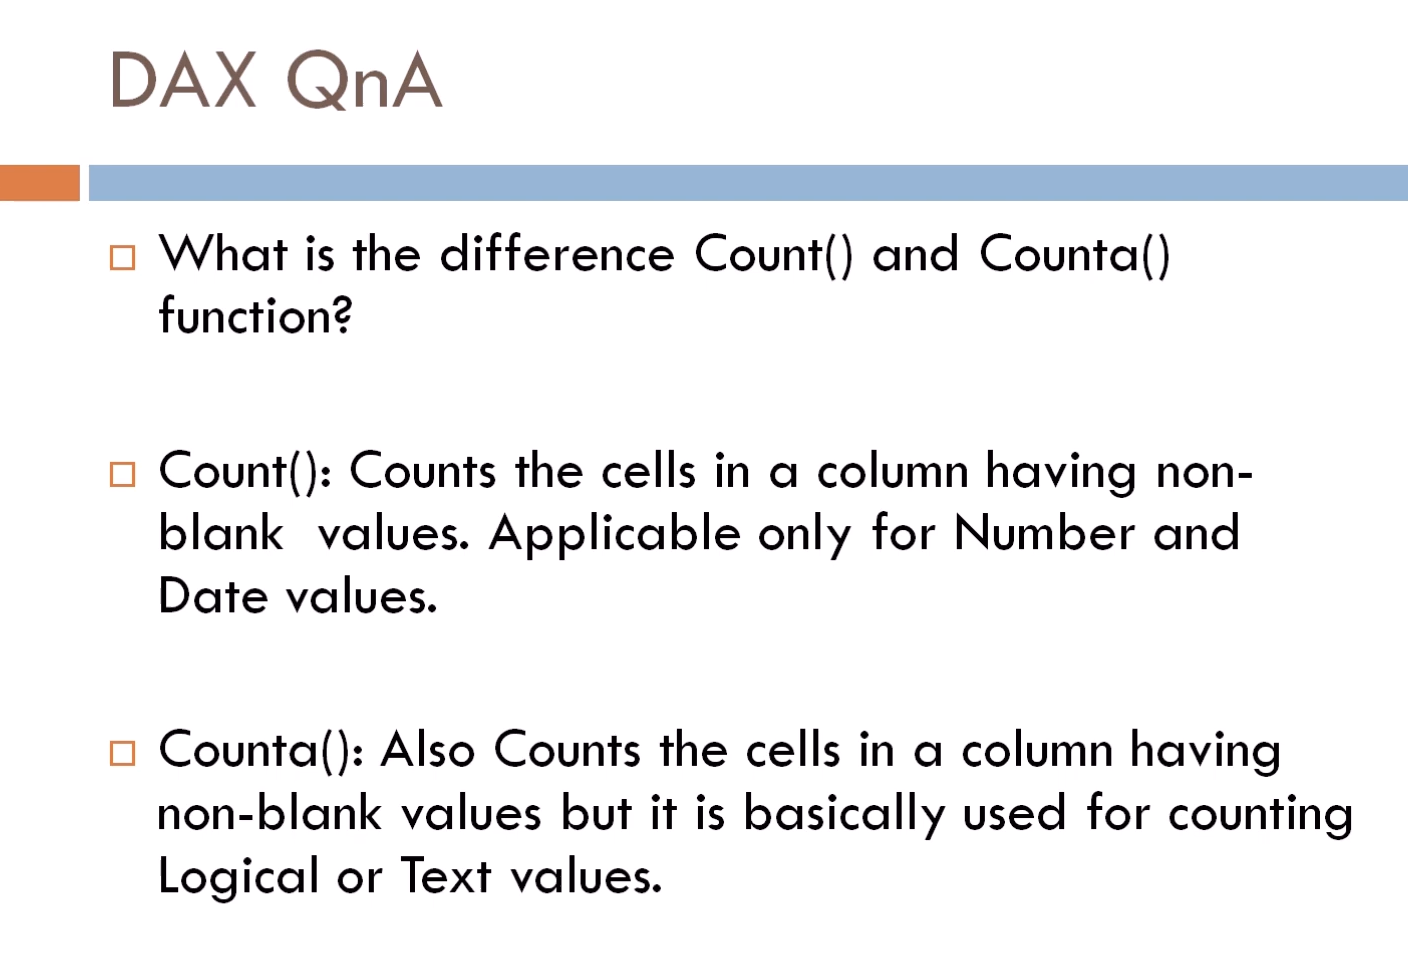 DAX QnA
What is the difference Count() and Counta()
function?
Count(): Counts the cells in a column having non-
blank  values. Applicable only for Number and
Date values.
Counta(): Also Counts the cells in a column having
non-blank values but it is basically used for counting
Logical or Text values.